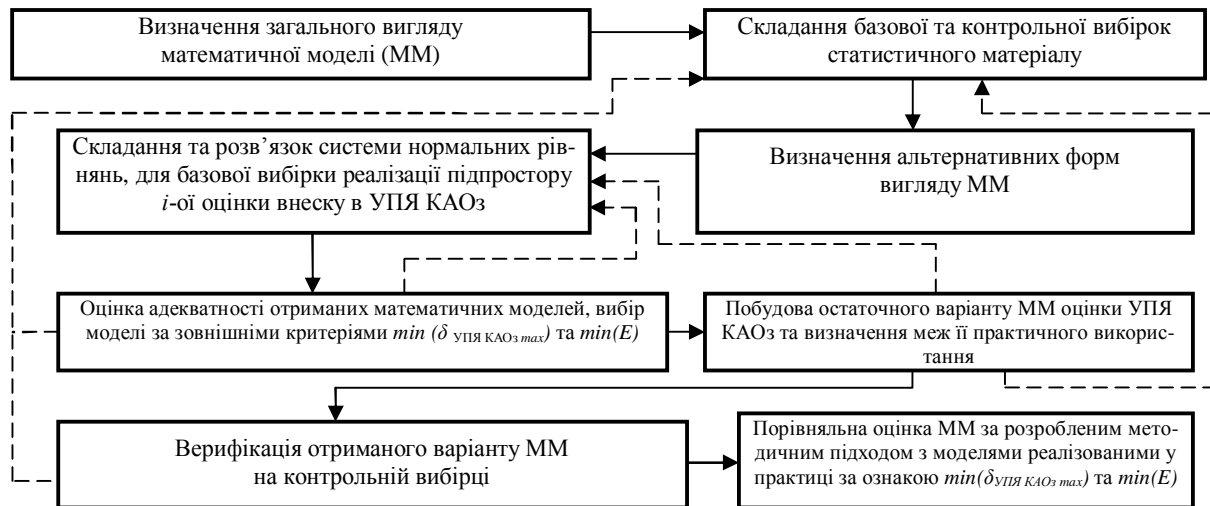 Визначення загального вигляду
математичної моделі (ММ)
Складання базової та контрольної вибірок
статистичного матеріалу
Складання та розв’язок системи нормальних рів-
нянь, для базової вибірки реалізації підпростору
i-ої оцінки внеску в УПЯ КАОз
Визначення альтернативних форм
вигляду ММ
Оцінка адекватності отриманих математичних моделей, вибір
моделі за зовнішніми критеріями min (δ УПЯ КАОз max) та min(E)
Побудова остаточного варіанту ММ оцінки УПЯ
КАОз та визначення меж її практичного викорис-
тання
Верифікація отриманого варіанту ММ
на контрольній вибірці
Порівняльна оцінка ММ за розробленим мето-
дичним підходом з моделями реалізованими у
практиці за ознакою min(δУПЯ КАОз max) та min(E)